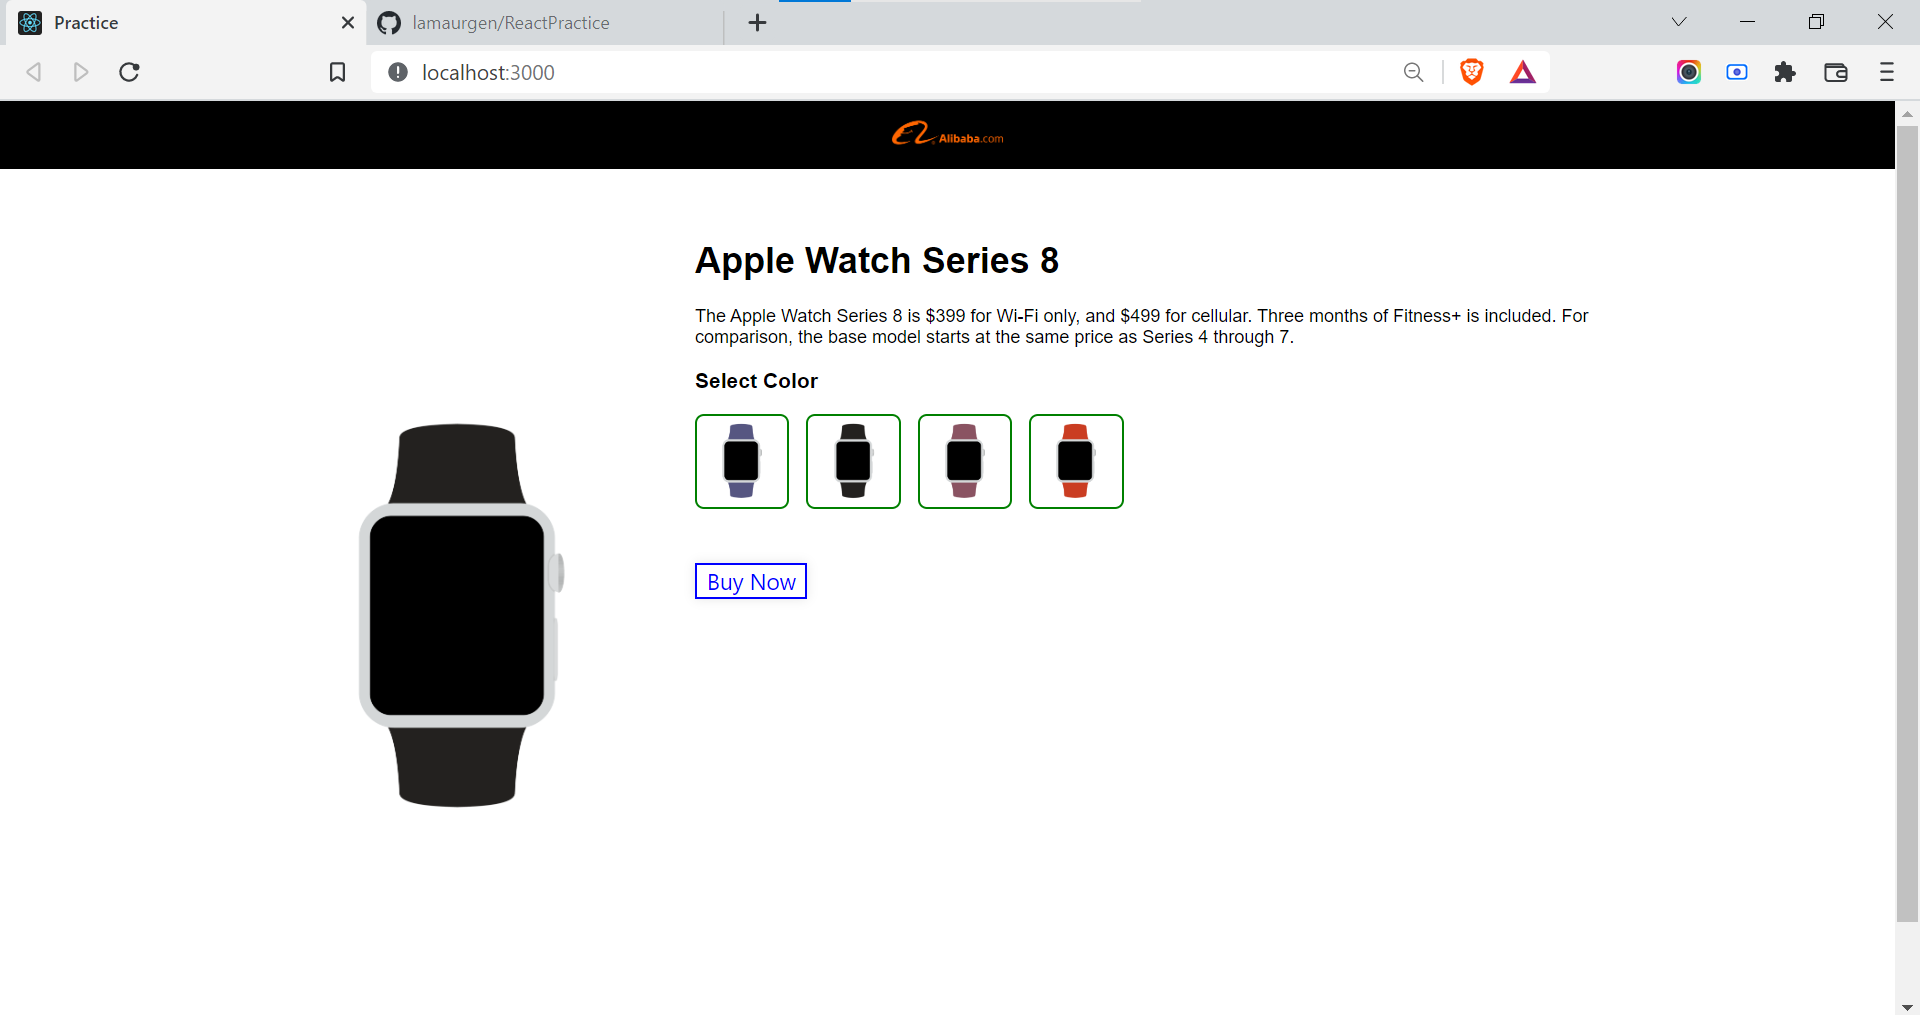 Practice
lamaurgen/ReactPractice
localhost:3000
Alibaba.com
Apple Watch Series 8
The Apple Watch Series 8 is $399 for Wi-Fi only, and $499 for cellular. Three months of Fitness+ is included. For
comparison, the base model starts at the same price as Series 4 through 7.
Select Color
Buy Now